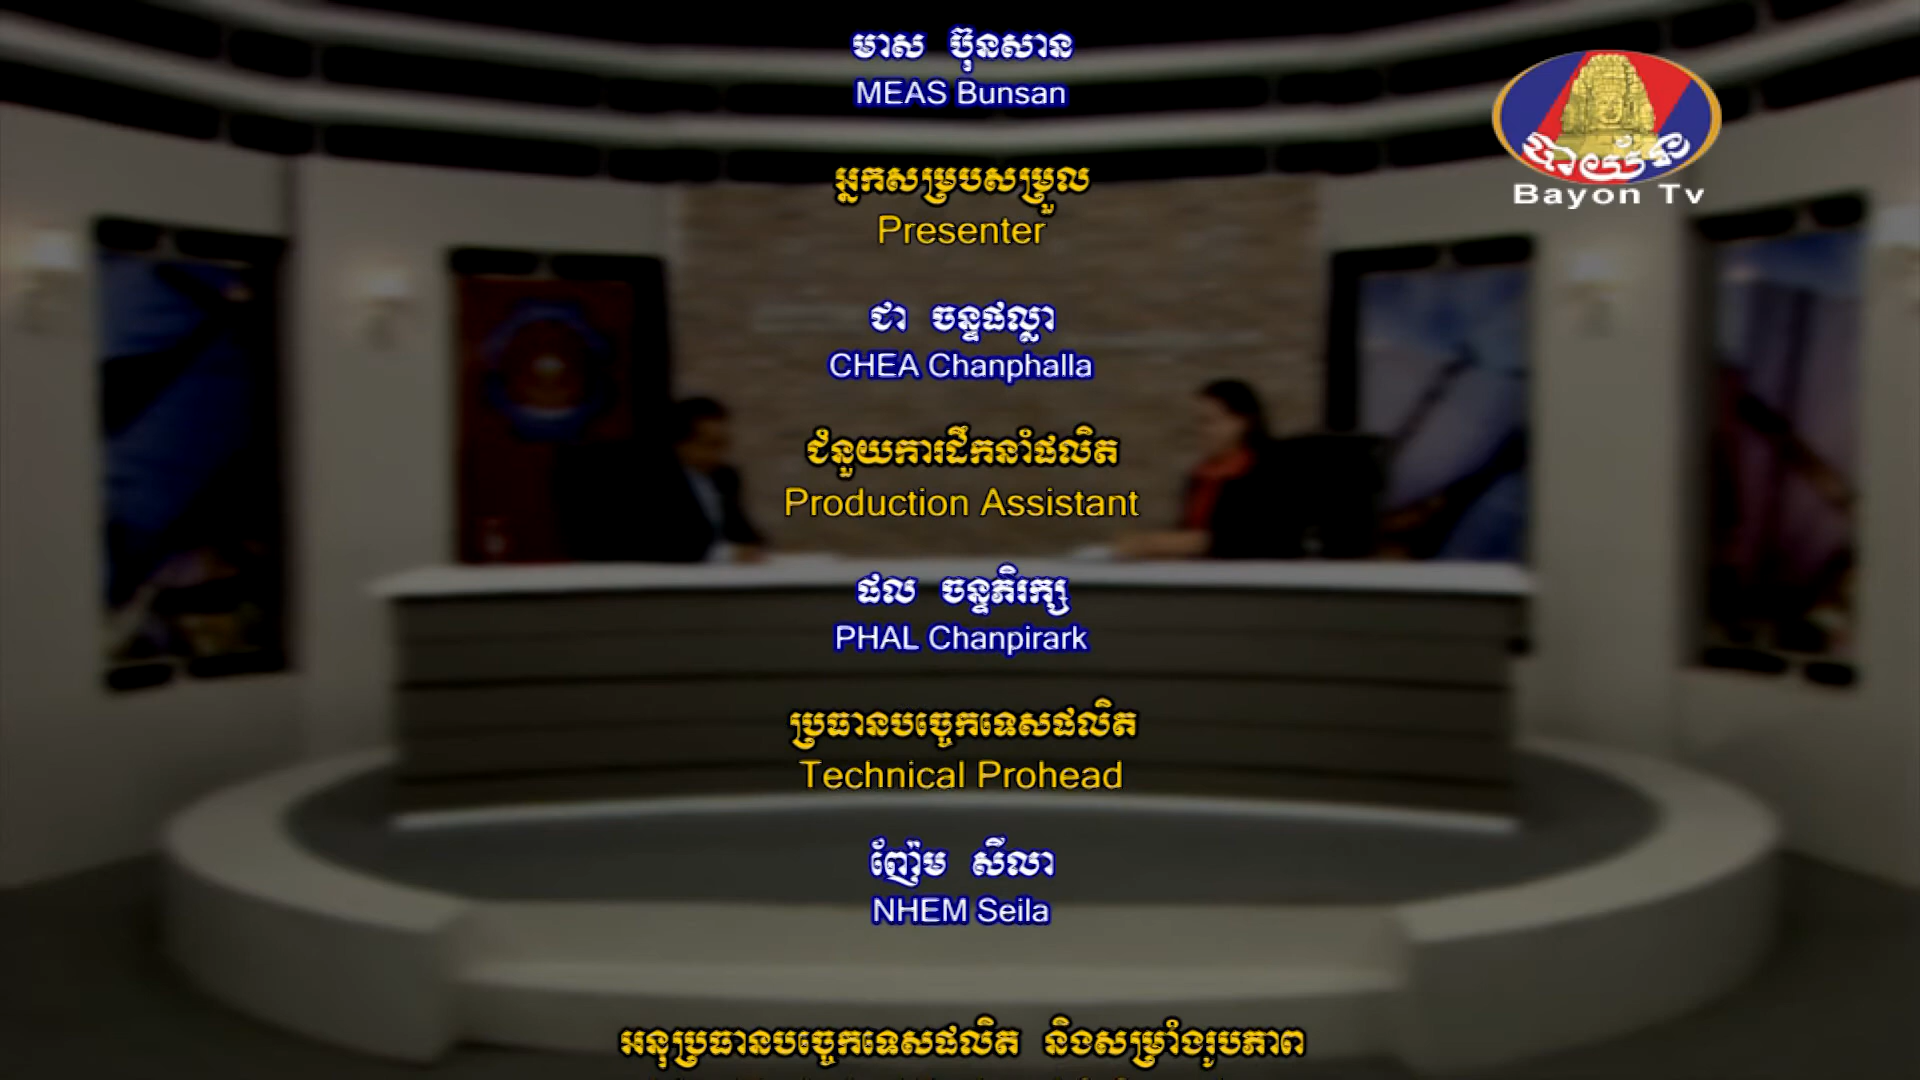 មាស ប៊ុនសាន
MEAS Bunsan
បាយ័ន
Bayon Tv
អ្នកសម្របសម្រួល
Presenter
ជា ចន្ទផល្លា
CHEA Chanphalla
ជំនួយការដឹកនាំផលិត
Production Assistant
ផល ចន្ទភិរក្ស
PHAL Chanpirark
ប្រធានបច្ចេកទេសផលិត
Technical Prohead
ញ៉ែម សីលា
NHEM Seila
អនុប្រធានបច្ចេកទេសផលិត និងសម្រាំងរូបភាព